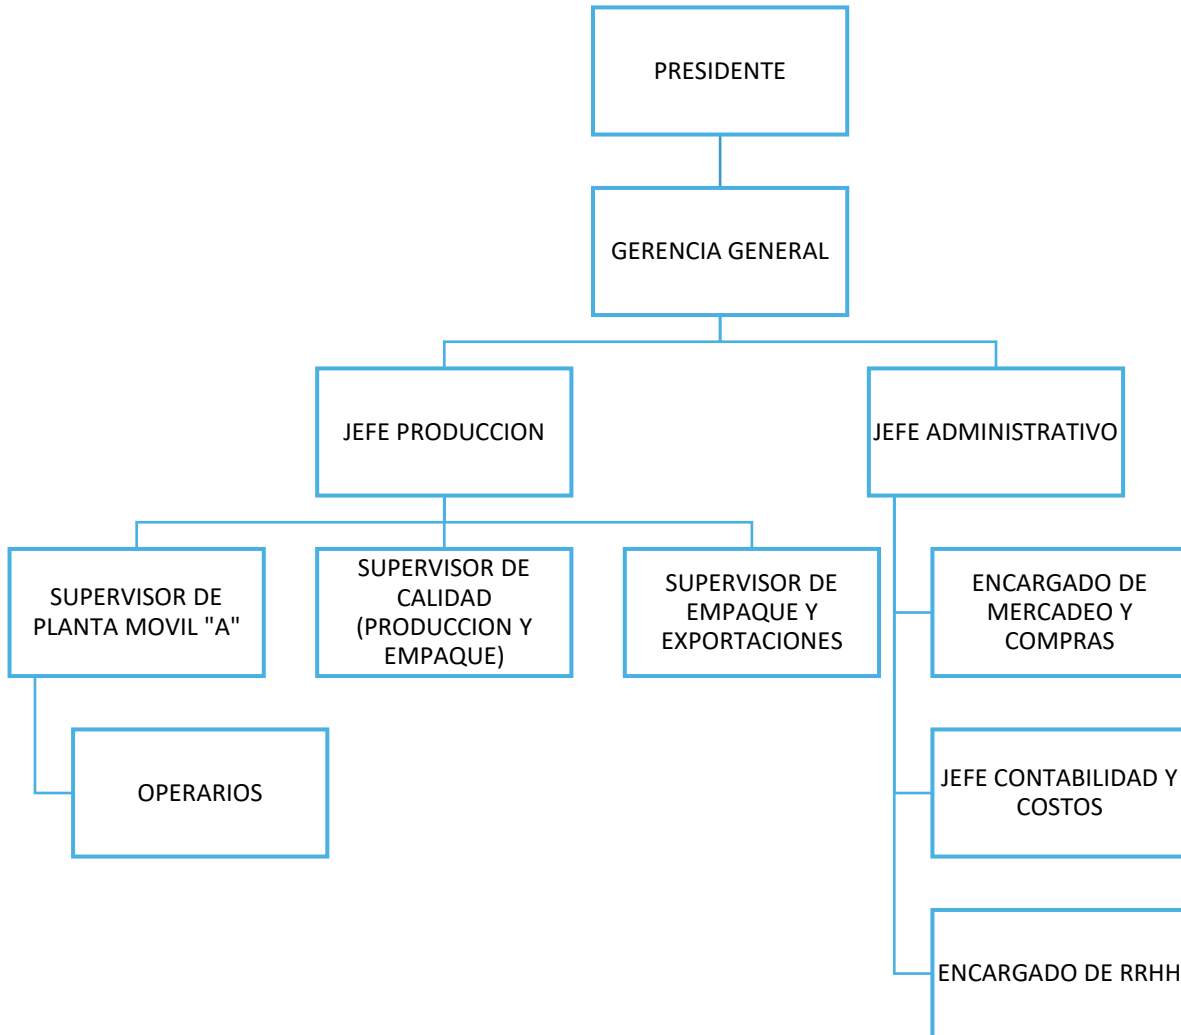 PRESIDENTE
GERENCIA GENERAL
JEFE PRODUCCION
JEFE ADMINISTRATIVO
SUPERVISOR DE
PLANTA MOVIL "A"
SUPERVISOR DE
CALIDAD
(PRODUCCION Y
EMPAQUE)
SUPERVISOR DE
EMPAQUE Y
EXPORTACIONES
ENCARGADO DE
MERCADEO Y
COMPRAS
OPERARIOS
JEFE CONTABILIDAD Y
COSTOS
ENCARGADO DE RRHH